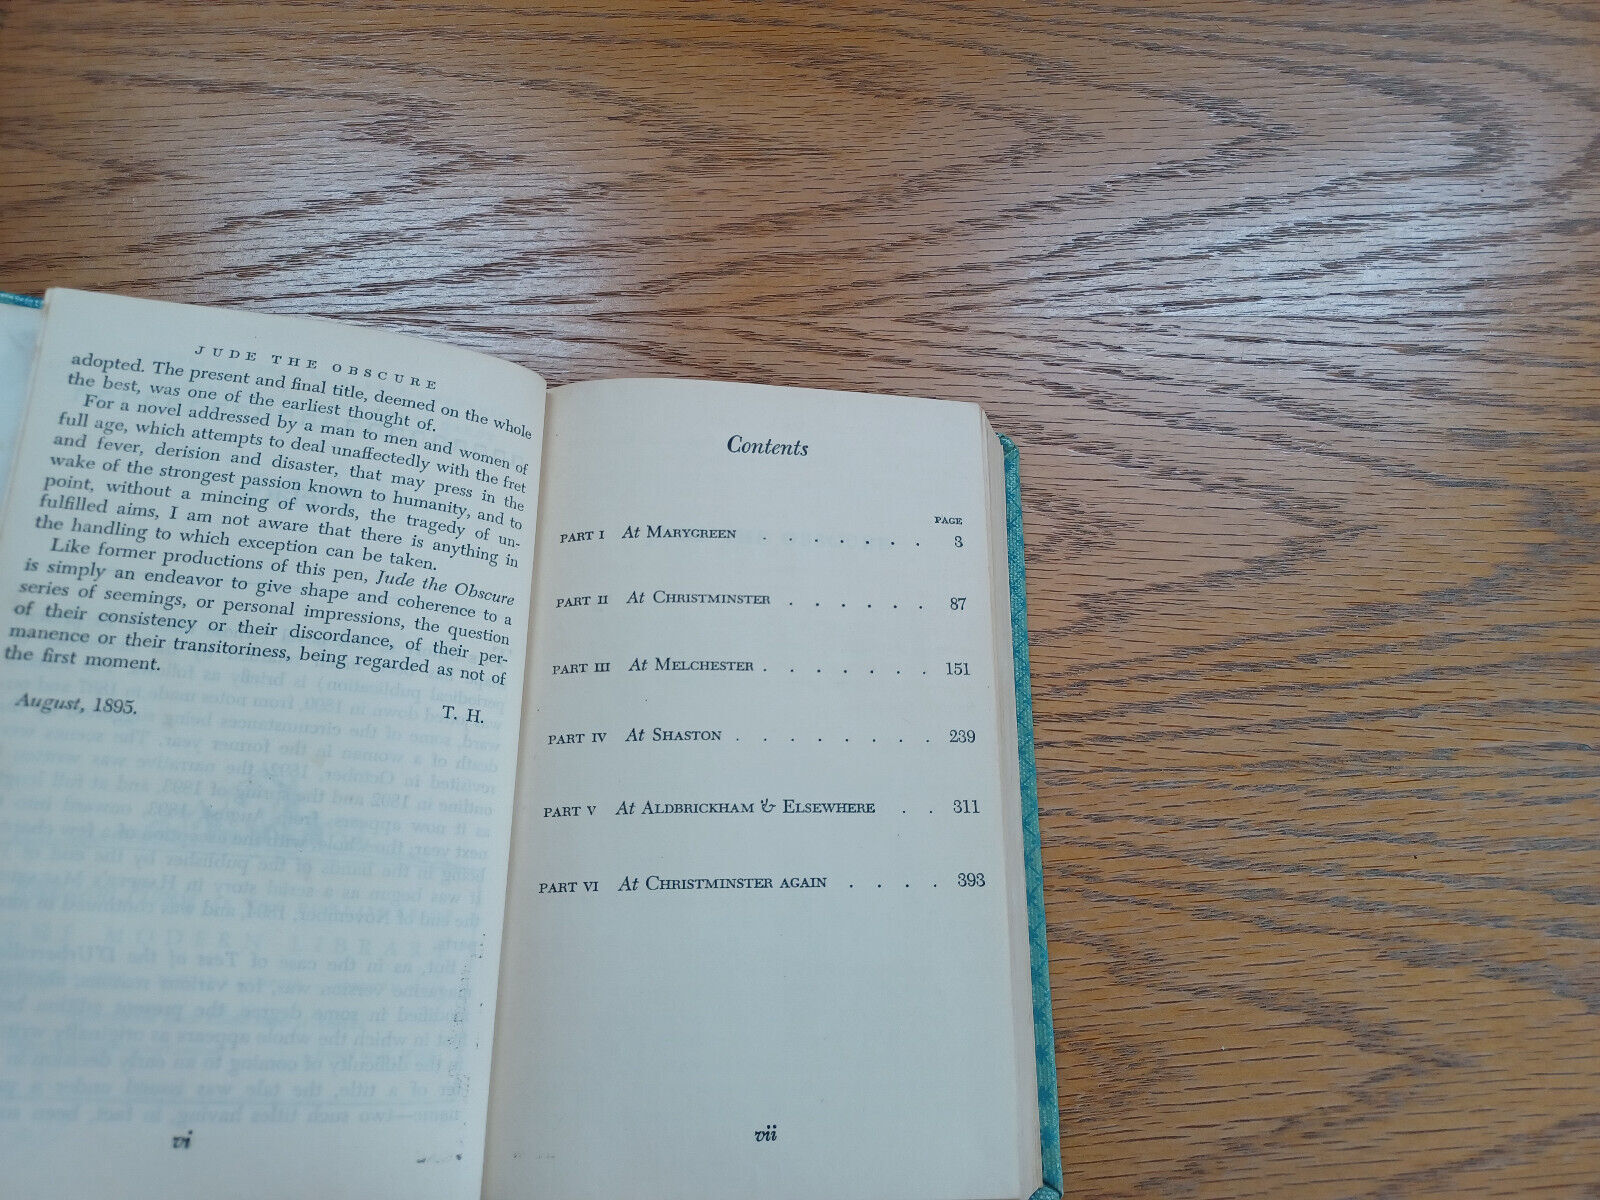 JUDE THE OBSCURE
adopted. The present and final title, deemed on the whole
the best, was one of the earliest thought of.
For a novel addressed by a man to men and women of
full age, which attempts to deal unaffectedly with the fret
and fever, derision and disaster, that may press in the
wake of the strongest passion known to humanity, and to
point, without a mincing of words, the tragedy of un-
fulfilled aims, I am not aware that there is anything in
the handling to which exception can be taken.
Like former productions of this pen, Jude the Obscure
is simply an endeavor to give shape and coherence to a
series of seemings, or personal impressions, the question
of their consistency or their discordance, of their per-
manence or their transitoriness, being regarded as not of
the first moment.
August, 1895. T. H.
vi
Contents
PAGE
PART I At MARYGREEN . . . . . . . 3
PART II At CHRISTMINSTER . . . . . . 87
PART III At MELCHESTER . . . . . . . 151
PART IV At SHASTON . . . . . . . . 239
PART V At ALDBRICKHAM & ELSEWHERE . . 311
PART VI At CHRISTMINSTER AGAIN . . . . 393
vii